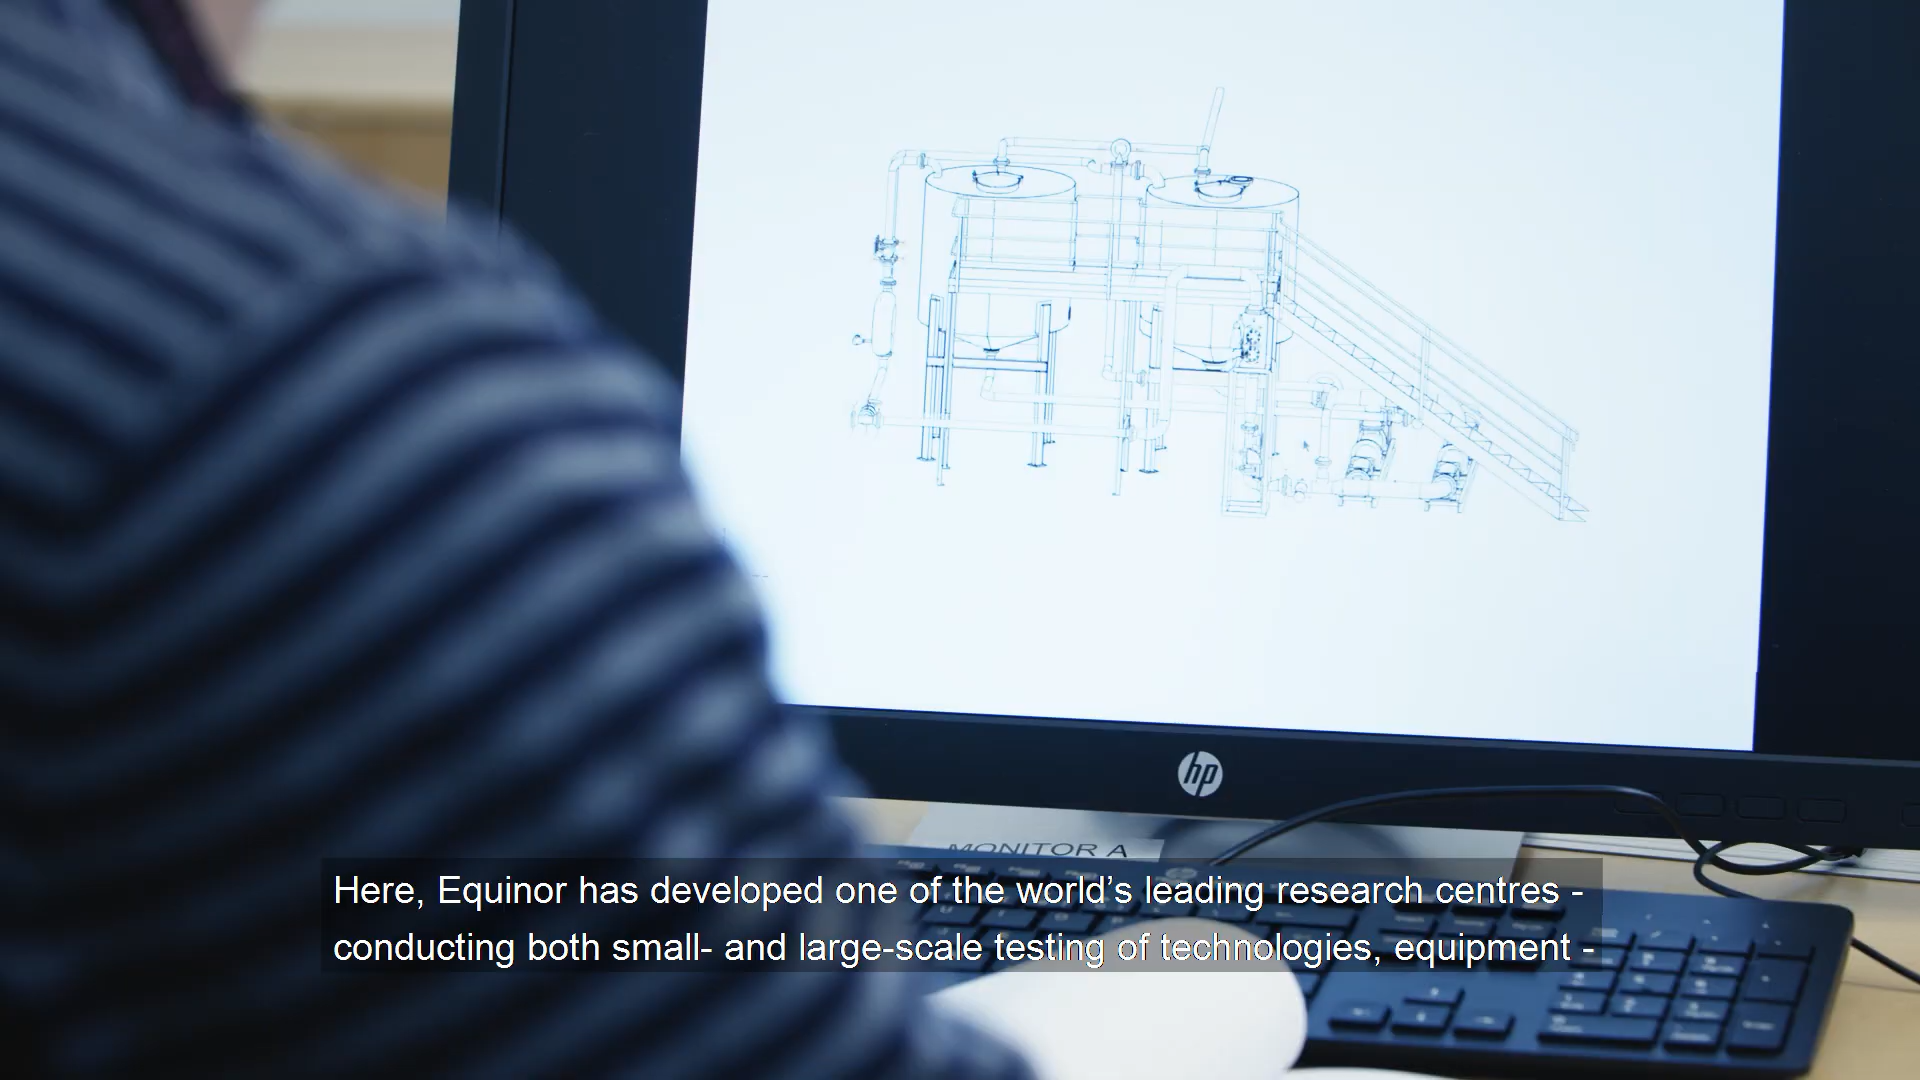 hp
MONITOR A
Here, Equinor has developed one of the world’s leading research centres -
conducting both small- and large-scale testing of technologies, equipment -